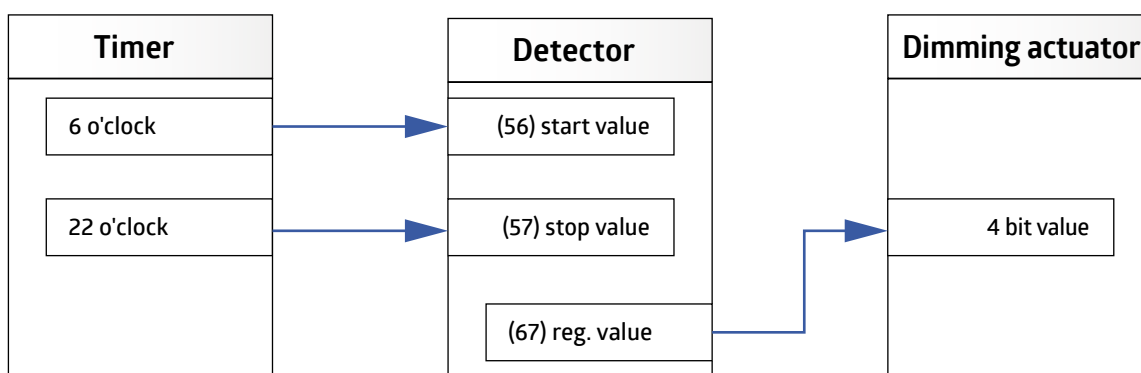 Timer
Detector
Dimming actuator
6 o'clock
(56) start value
22 o'clock
(57) stop value
4 bit value
(67) reg. value